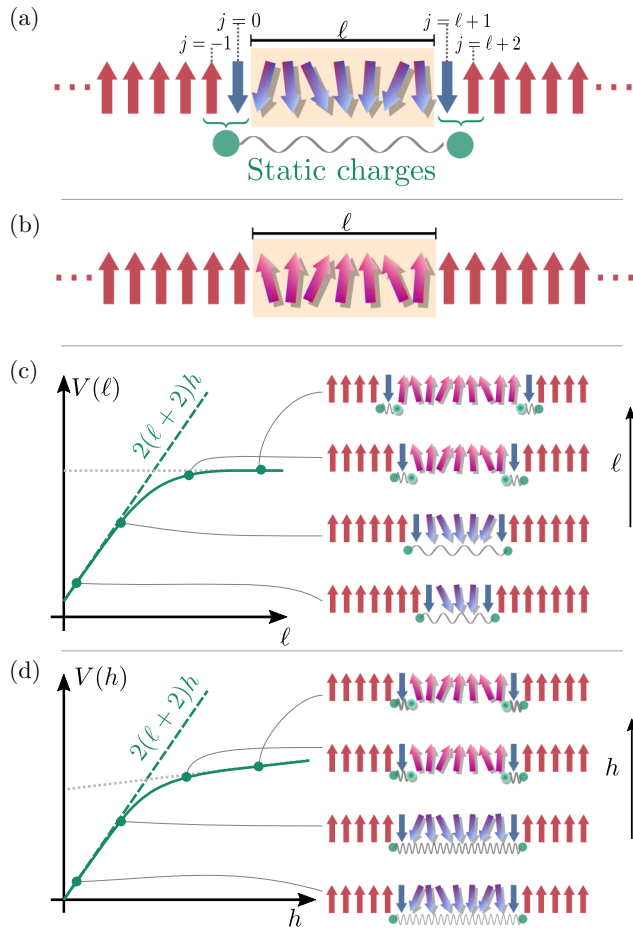 (a)
j = 0
j = −1
ℓ
j = ℓ + 1
j = ℓ + 2
Static charges
(b)
ℓ
(c)
V(ℓ)
2(ℓ + 2)h
ℓ
ℓ
(d)
V(h)
2(ℓ + 2)h
h
h